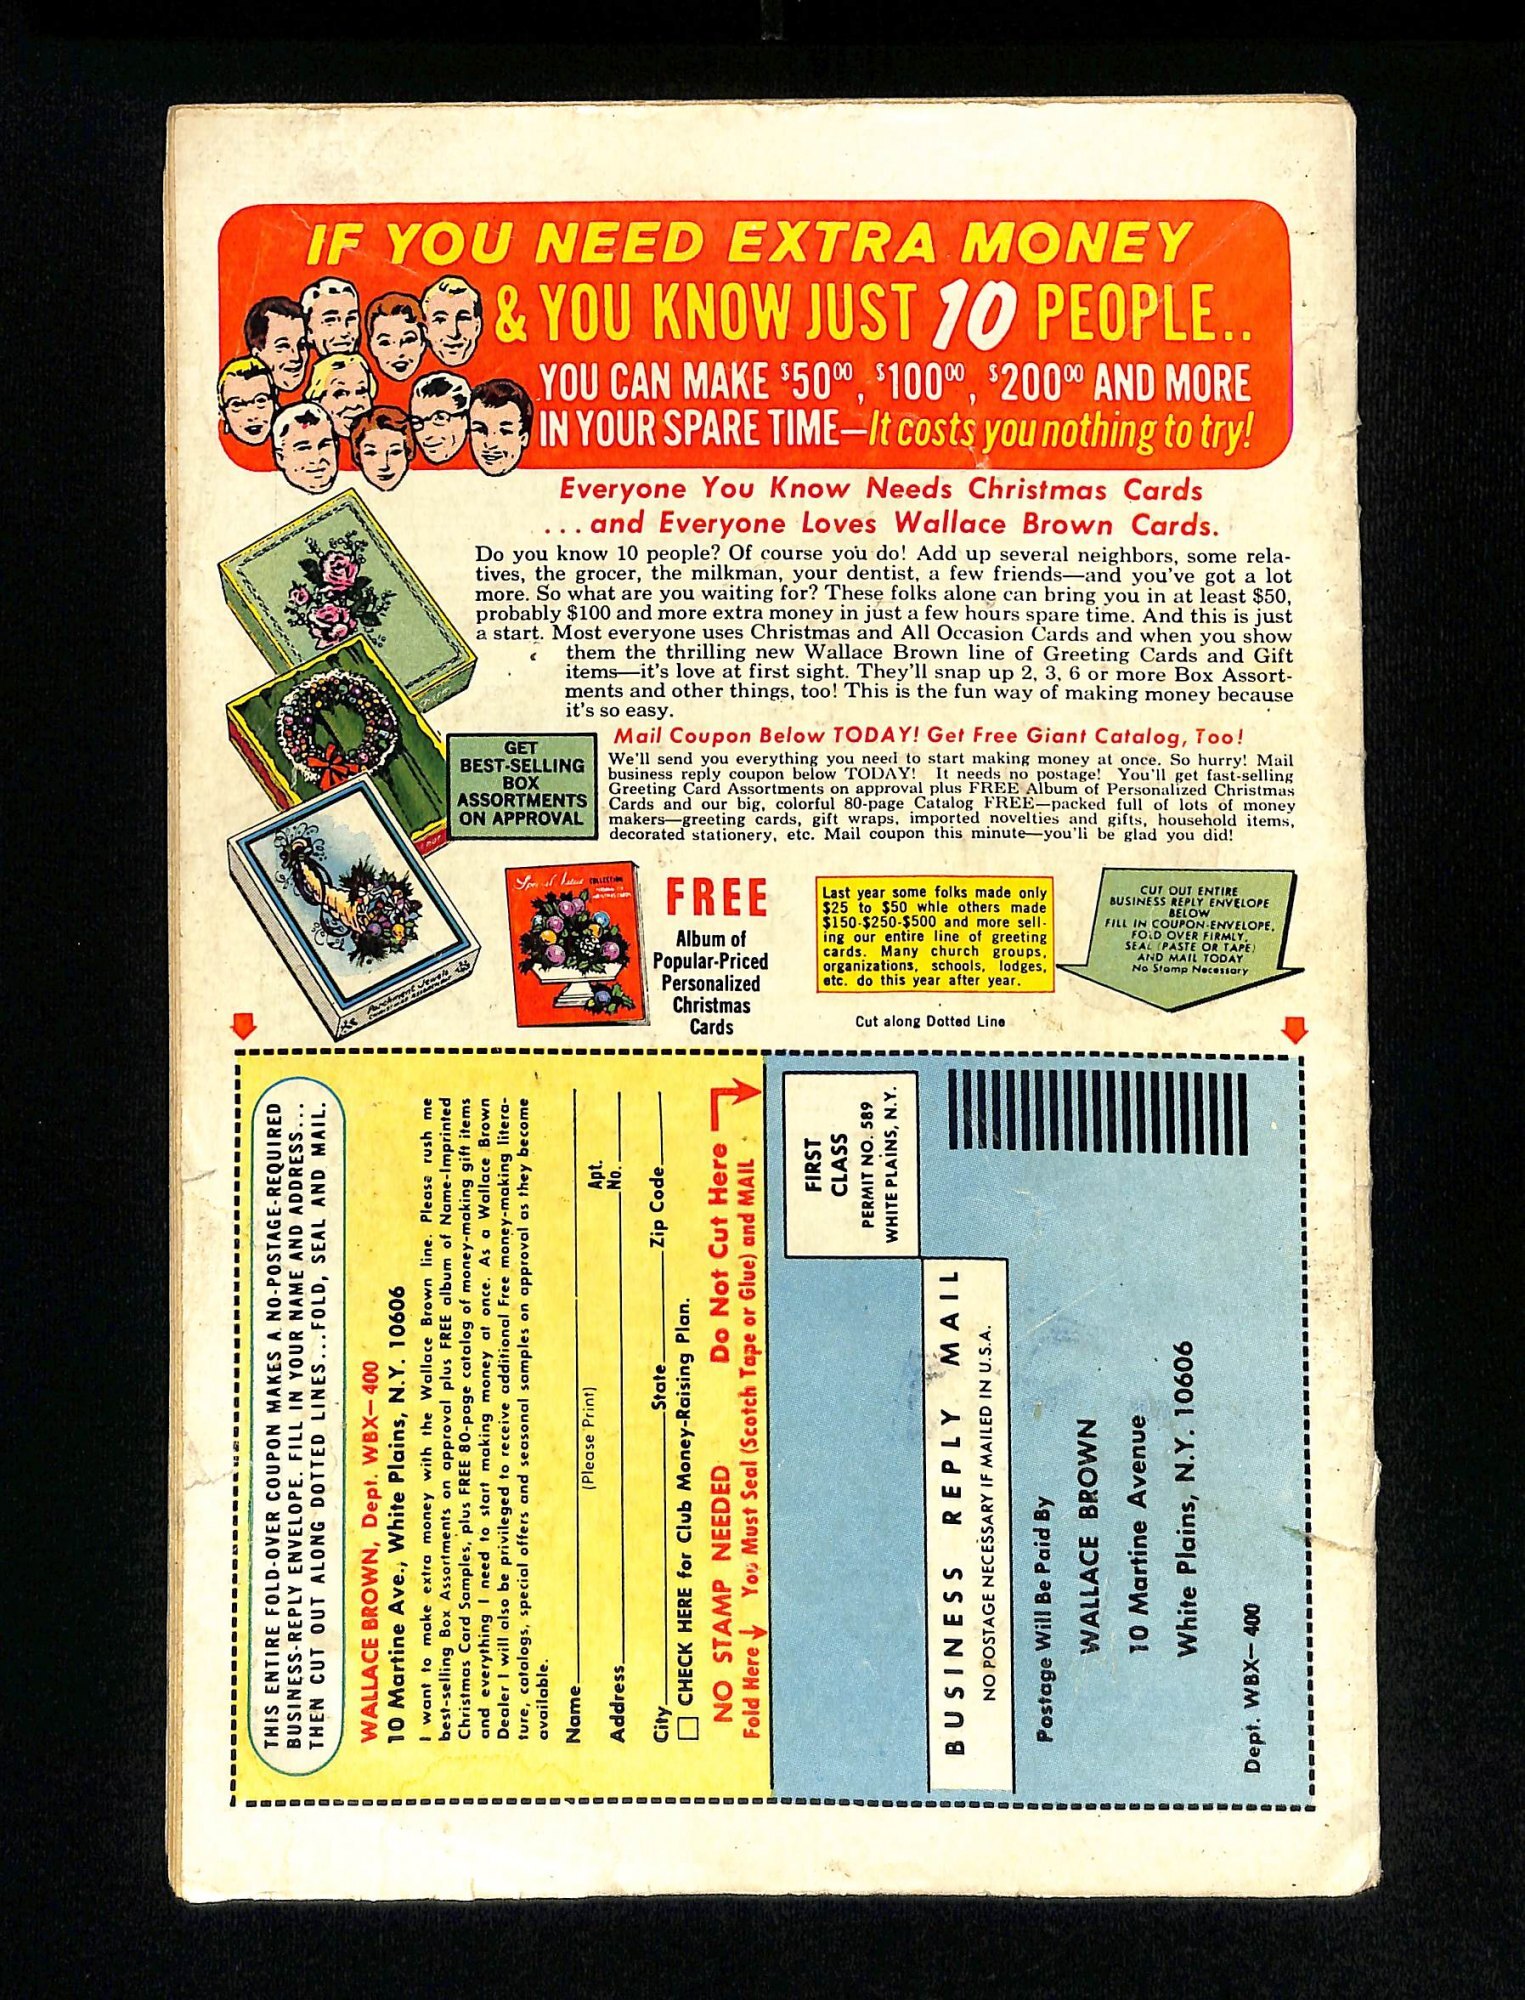 IF YOU NEED EXTRA MONEY
& YOU KNOW JUST 10 PEOPLE..
YOU CAN MAKE $50⁰⁰, $100⁰⁰, $200⁰⁰ AND MORE
IN YOUR SPARE TIME—It costs you nothing to try!
Everyone You Know Needs Christmas Cards
...and Everyone Loves Wallace Brown Cards.
Do you know 10 people? Of course you do! Add up several neighbors, some rela-
tives, the grocer, the milkman, your dentist, a few friends—and you've got a lot
more. So what are you waiting for? These folks alone can bring you in at least $50,
probably $100 and more extra money in just a few hours spare time. And this is just
a start. Most everyone uses Christmas and All Occasion Cards and when you show
them the thrilling new Wallace Brown line of Greeting Cards and Gift
items—it's love at first sight. They'll snap up 2, 3, 6 or more Box Assort-
ments and other things, too! This is the fun way of making money because
it's so easy.
GET
BEST-SELLING
BOX
ASSORTMENTS
ON APPROVAL
Mail Coupon Below TODAY! Get Free Giant Catalog, Too!
We'll send you everything you need to start making money at once. So hurry! Mail
business reply coupon below TODAY! It needs no postage! You'll get fast-selling
Greeting Card Assortments on approval plus FREE Album of Personalized Christmas
Cards and our big, colorful 80-page Catalog FREE—packed full of lots of money
makers—greeting cards, gift wraps, imported novelties and gifts, household items,
decorated stationery, etc. Mail coupon this minute—you'll be glad you did!
Parchment Jewels
COLLECTION
FREE
Album of
Popular-Priced
Personalized
Christmas
Cards
Last year some folks made only
$25 to $50 whle others made
$150-$250-$500 and more sell-
ing our entire line of greeting
cards. Many church groups,
organizations, schools, lodges,
etc. do this year after year.
Cut along Dotted Line
CUT OUT ENTIRE
BUSINESS REPLY ENVELOPE
BELOW
FILL IN COUPON-ENVELOPE,
FOLD OVER FIRMLY,
SEAL (PASTE OR TAPE)
AND MAIL TODAY
No Stamp Necessary
THIS ENTIRE FOLD-OVER COUPON MAKES A NO-POSTAGE-REQUIRED
BUSINESS-REPLY ENVELOPE. FILL IN YOUR NAME AND ADDRESS...
THEN CUT OUT ALONG DOTTED LINES...FOLD, SEAL AND MAIL.
WALLACE BROWN, Dept. WBX—400
10 Martine Ave., White Plains, N.Y. 10606
I want to make extra money with the Wallace Brown line. Please rush me
best-selling Box Assortments on approval plus FREE album of Name-Imprinted
Christmas Card Samples, plus FREE 80-page catalog of money-making gift items
and everything I need to start making money at once. As a Wallace Brown
Dealer I will also be privileged to receive additional Free money-making litera-
ture, catalogs, special offers and seasonal samples on approval as they become
available.
Name
(Please Print)
Apt.
Address No.
City State Zip Code
CHECK HERE for Club Money-Raising Plan.
NO STAMP NEEDED Do Not Cut Here
Fold Here You Must Seal (Scotch Tape or Glue) and MAIL
FIRST
CLASS
PERMIT NO. 589
WHITE PLAINS, N.Y.
BUSINESS REPLY MAIL
NO POSTAGE NECESSARY IF MAILED IN U.S.A.
Postage Will Be Paid By
WALLACE BROWN
10 Martine Avenue
White Plains, N.Y. 10606
Dept. WBX—400